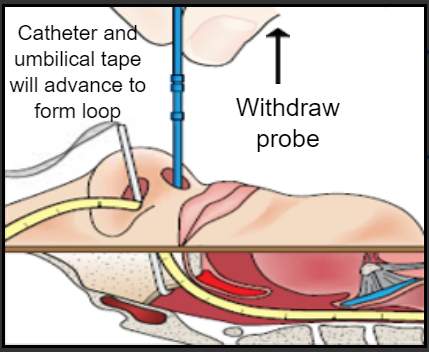 Catheter and
umbilical tape
will advance to
form loop
Withdraw
probe